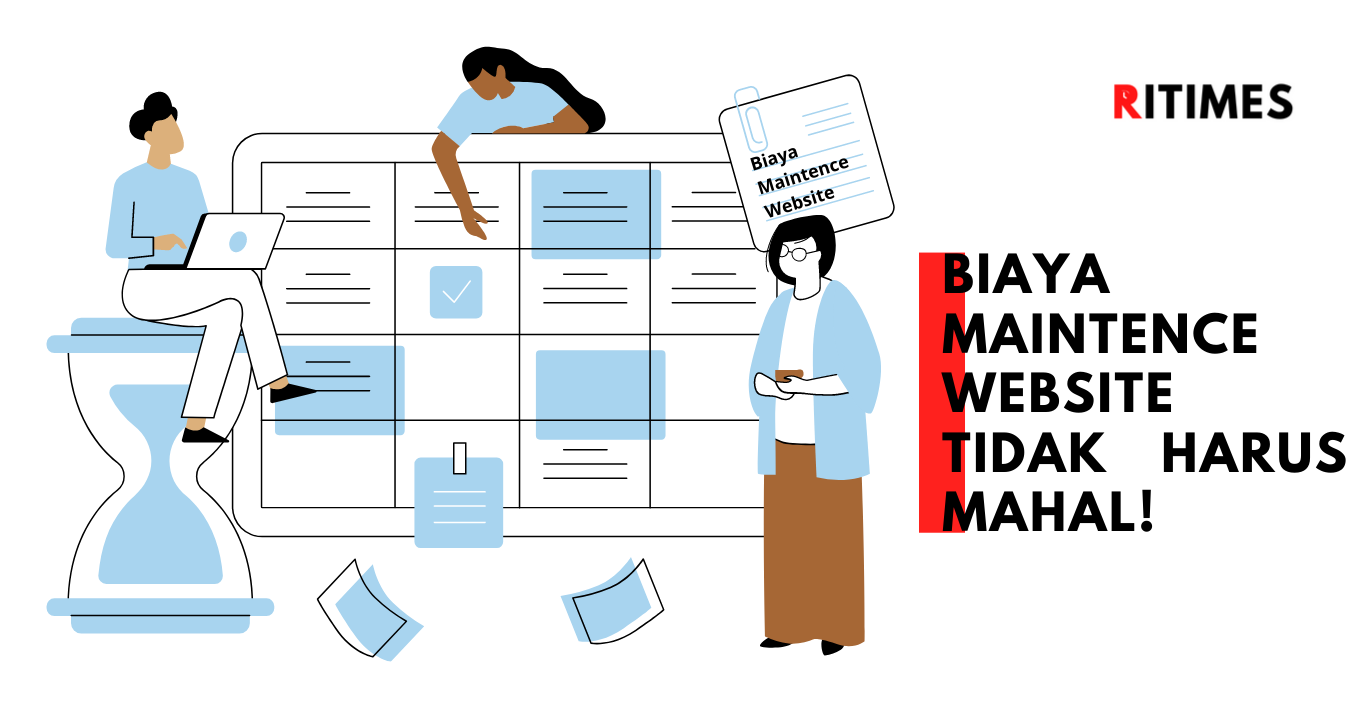 RITIMES
Biaya
Maintence
Website
BIAYA
MAINTENCE
WEBSITE
TIDAK HARUS
MAHAL!